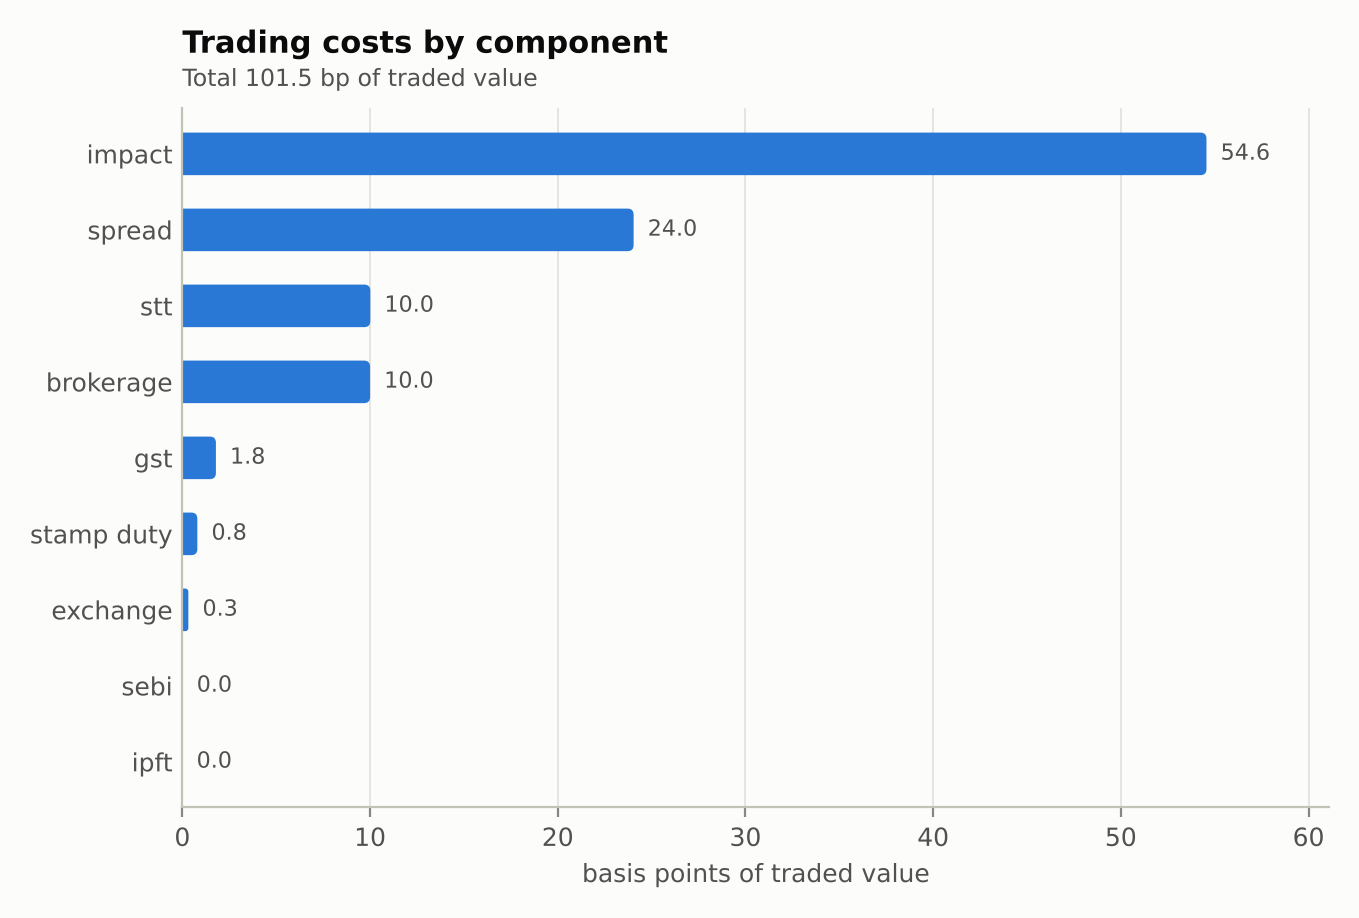 Trading costs by component
Total 101.5 bp of traded value
impact 54.6
spread 24.0
stt 10.0
brokerage 10.0
gst 1.8
stamp duty 0.8
exchange 0.3
sebi 0.0
ipft 0.0
0 10 20 30 40 50 60
basis points of traded value